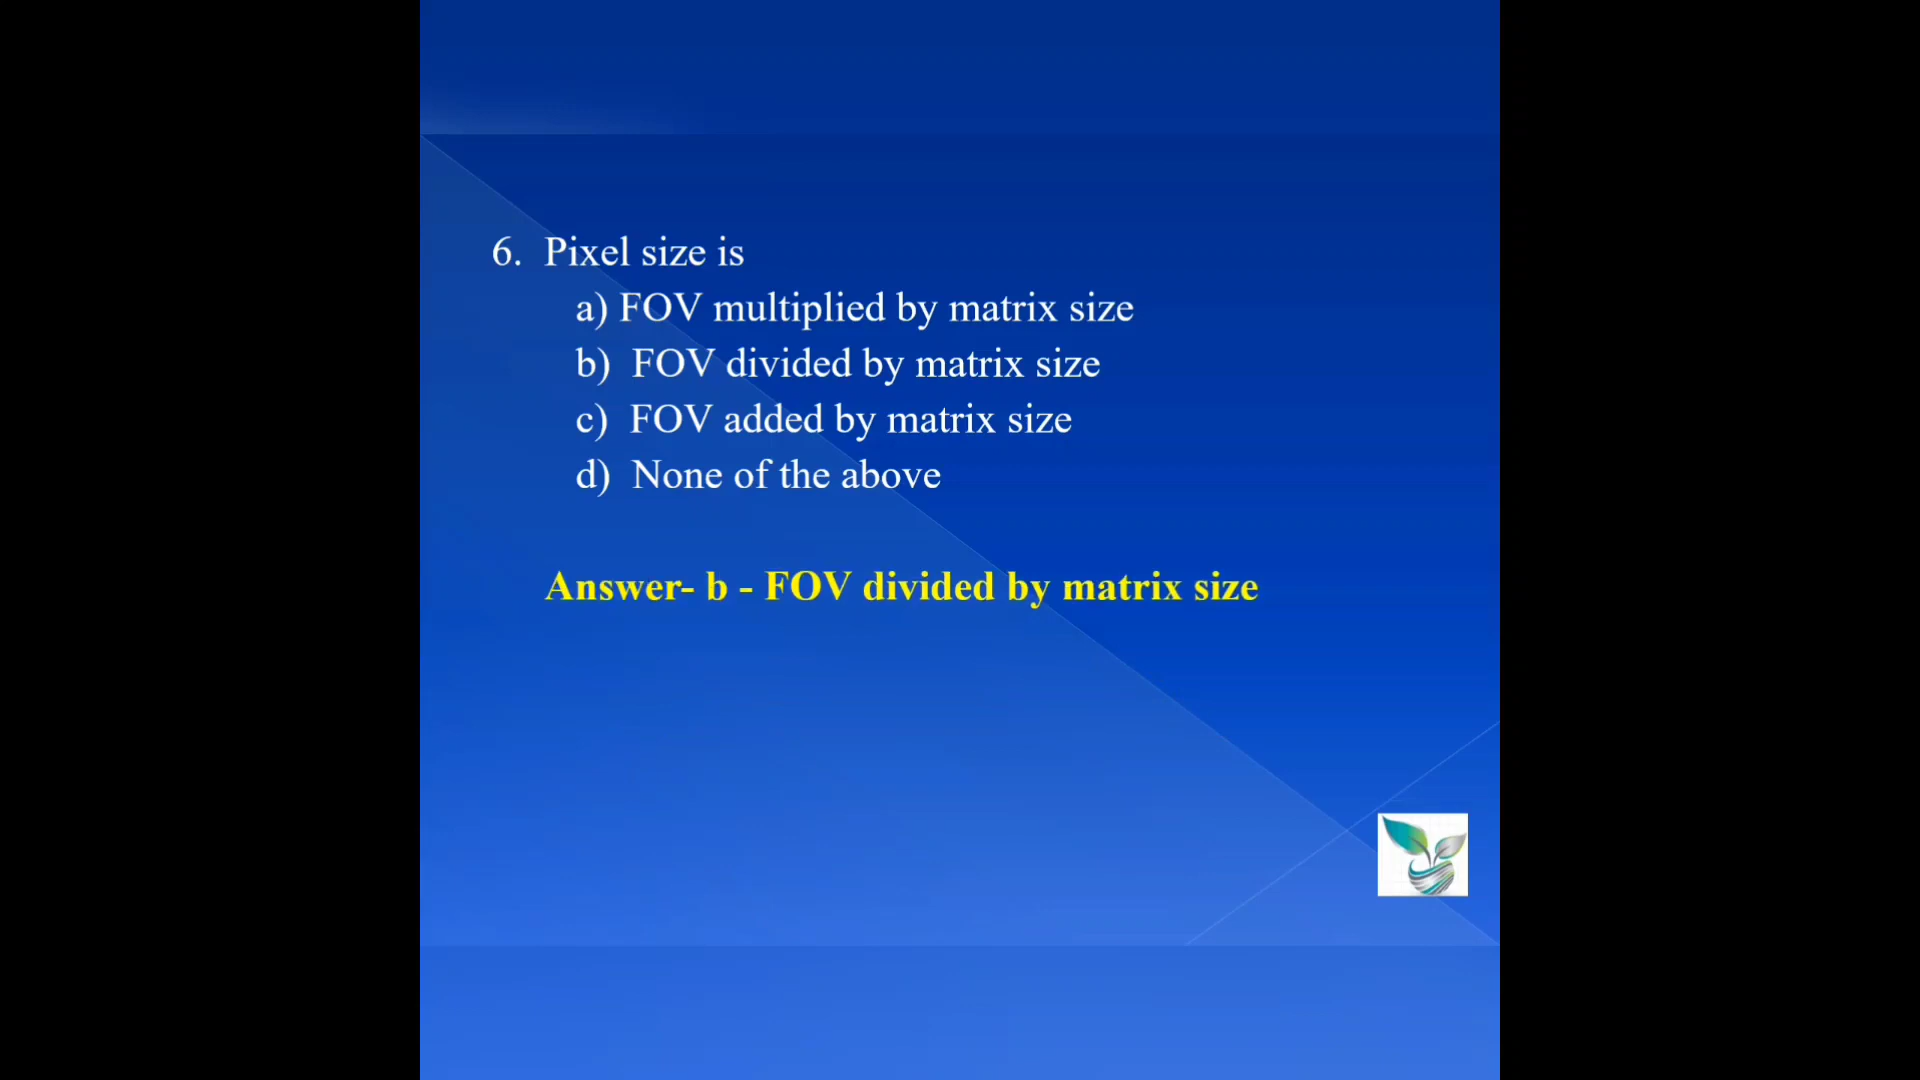 6. Pixel size is
a) FOV multiplied by matrix size
b) FOV divided by matrix size
c) FOV added by matrix size
d) None of the above
Answer- b - FOV divided by matrix size